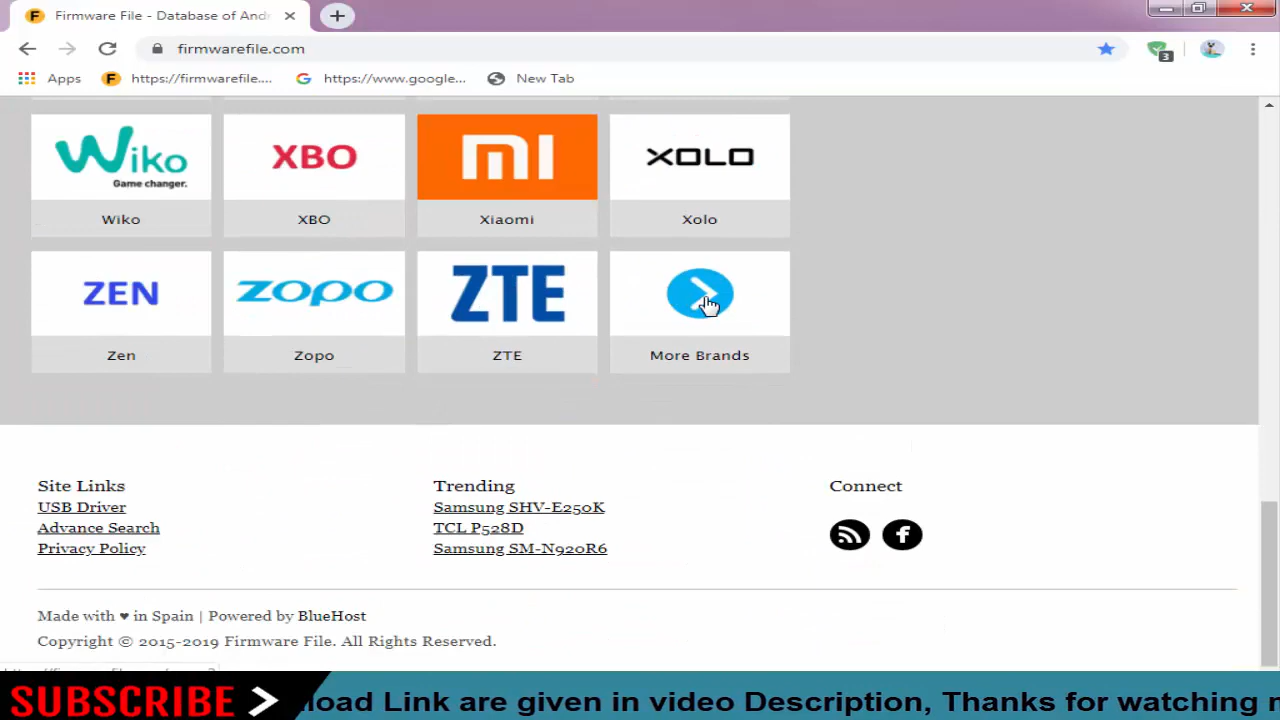 Firmware File - Database of Andr
firmwarefile.com
3
Apps
https://firmwarefile....
https://www.google...
New Tab
Wiko
Game changer.
XBO
mi
XOLO
Wiko
XBO
Xiaomi
Xolo
ZEN
ZOPO
ZTE
Zen
Zopo
ZTE
More Brands
Site Links
Trending
Connect
USB Driver
Samsung SHV-E250K
Advance Search
TCL P528D
Privacy Policy
Samsung SM-N920R6
Made with ♥ in Spain | Powered by BlueHost
Copyright © 2015-2019 Firmware File. All Rights Reserved.
SUBSCRIBE
load Link are given in video Description, Thanks for watching